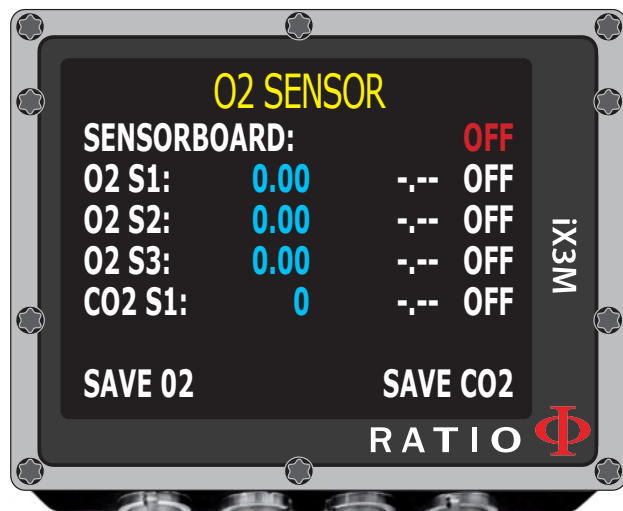 O2 SENSOR
SENSORBOARD: OFF
O2 S1: 0.00 -.-- OFF
O2 S2: 0.00 -.-- OFF
O2 S3: 0.00 -.-- OFF
CO2 S1: 0 -.-- OFF
SAVE 02 SAVE CO2
iX3M
RATIO